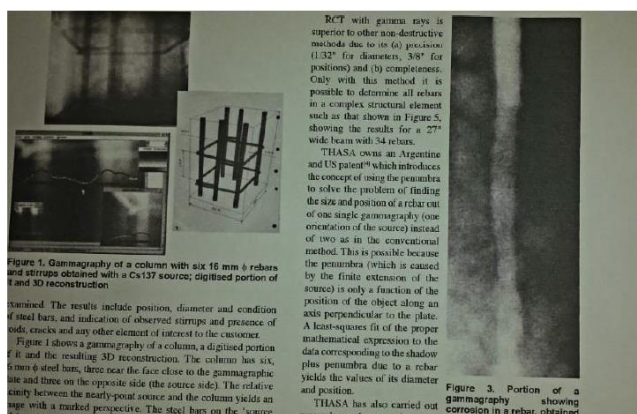 Figure 1. Gammagraphy of a column with six 16 mm ϕ rebars
and stirrups obtained with a Cs137 source; digitised portion of
it and 3D reconstruction
examined. The results include position, diameter and condition
of steel bars, and indication of observed stirrups and presence of
voids, cracks and any other element of interest to the customer.
Figure 1 shows a gammagraphy of a column, a digitised portion
of it and the resulting 3D reconstruction. The column has six,
16 mm ϕ steel bars, three near the face close to the gammagraphic
plate and three on the opposite side (the source side). The relative
vicinity between the nearly-point source and the column yields an
image with a marked perspective. The steel bars on the 'source
RCT with gamma rays is
superior to other non-destructive
methods due to its (a) precision
(1/32" for diameters, 3/8" for
positions) and (b) completeness.
Only with this method it is
possible to determine all rebars
in a complex structural element
such as that shown in Figure 5,
showing the results for a 27"
wide beam with 34 rebars.
THASA owns an Argentine
and US patent which introduces
the concept of using the penumbra
to solve the problem of finding
the size and position of a rebar out
of one single gammagraphy (one
orientation of the source) instead
of two as in the conventional
method. This is possible because
the penumbra (which is caused
by the finite extension of the
source) is only a function of the
position of the object along an
axis perpendicular to the plate.
A least-squares fit of the proper
mathematical expression to the
data corresponding to the shadow
plus penumbra due to a rebar
yields the values of its diameter
and position.
THASA has also carried out
Figure 3. Portion of a
gammagraphy showing
corrosion in a rebar, obtained